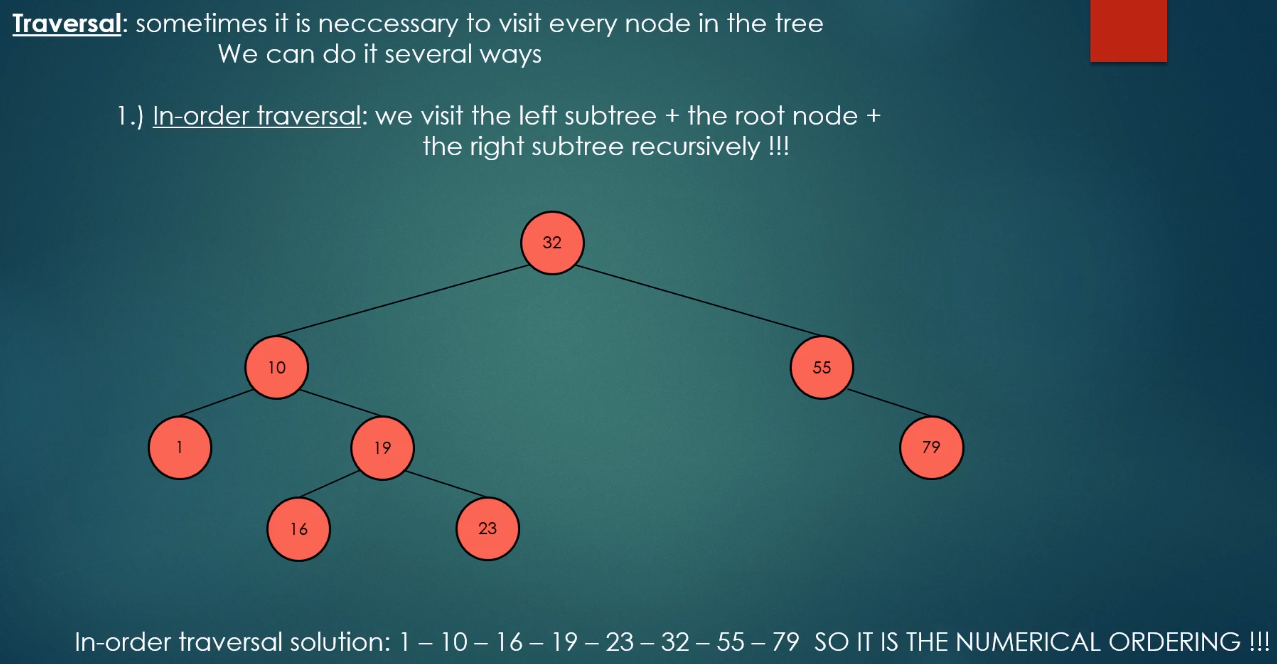 Traversal: sometimes it is neccessary to visit every node in the tree
We can do it several ways
1.) In-order traversal: we visit the left subtree + the root node +
the right subtree recursively !!!
32
10
55
1
19
79
16
23
In-order traversal solution: 1 – 10 – 16 – 19 – 23 – 32 – 55 – 79 SO IT IS THE NUMERICAL ORDERING !!!